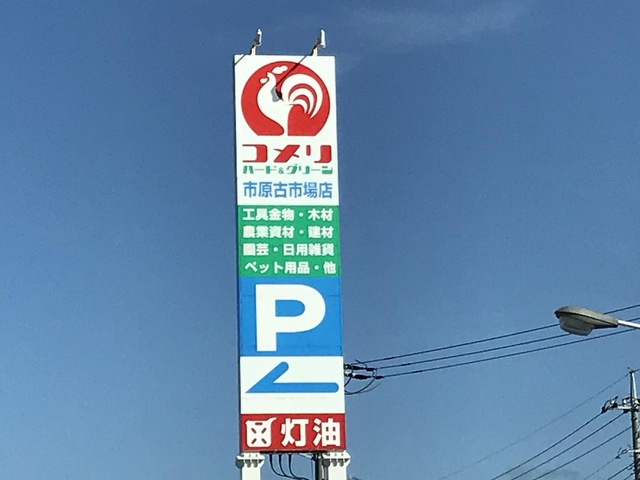 コメリ
ハード&グリーン
市原古市場店
工具金物・木材
農業資材・建材
園芸・日用雑貨
ペット用品・他
P
灯油